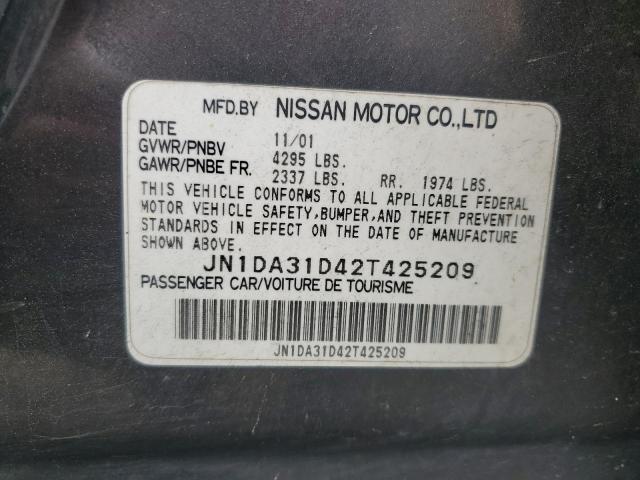 MFD.BY NISSAN MOTOR CO.,LTD
DATE 11/01
GVWR/PNBV 4295 LBS.
GAWR/PNBE FR. 2337 LBS. RR. 1974 LBS.
THIS VEHICLE CONFORMS TO ALL APPLICABLE FEDERAL
MOTOR VEHICLE SAFETY,BUMPER,AND THEFT PREVENTION
STANDARDS IN EFFECT ON THE DATE OF MANUFACTURE
SHOWN ABOVE.
JN1DA31D42T425209
PASSENGER CAR/VOITURE DE TOURISME
JN1DA31D42T425209